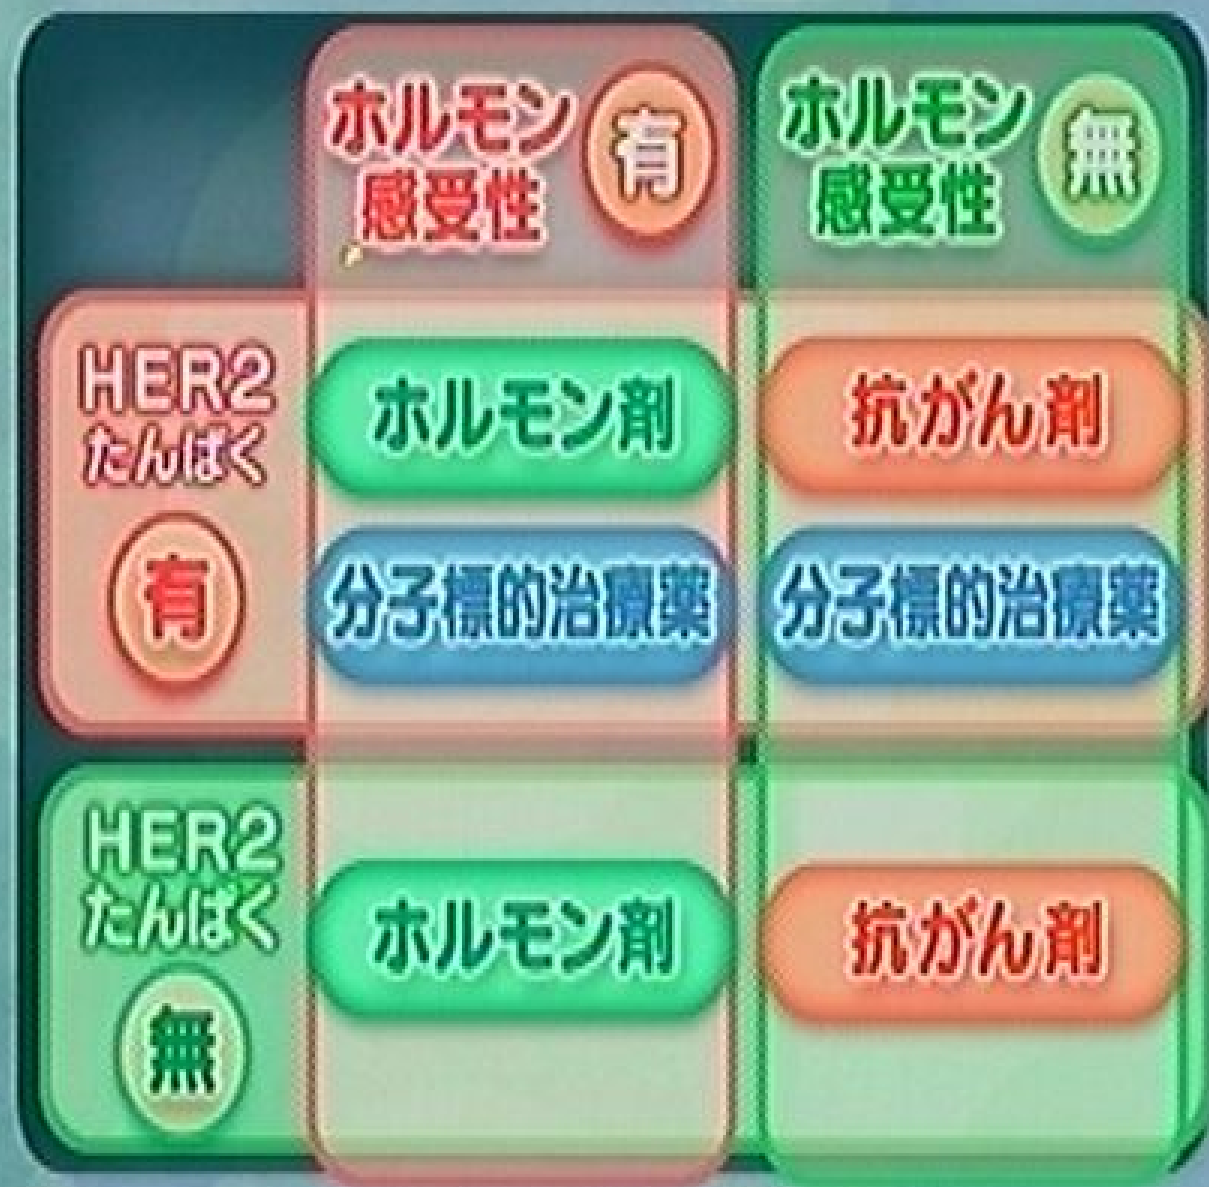 ホルモン
感受性
有
ホルモン
感受性
無
HER2
たんぱく
有
ホルモン剤
抗がん剤
分子標的治療薬
分子標的治療薬
HER2
たんぱく
無
ホルモン剤
抗がん剤